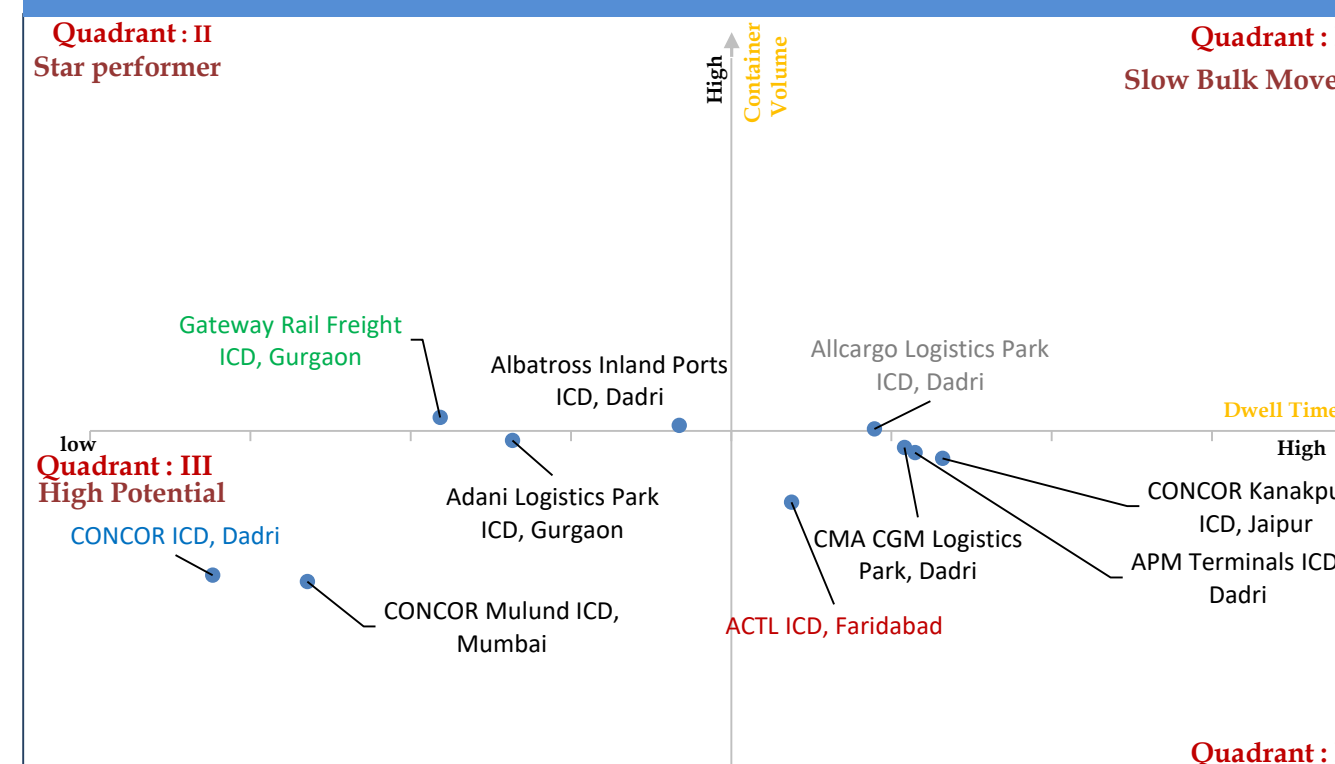 Quadrant : II
Star performer
High
Container
Volume
Quadrant :
Slow Bulk Move
Gateway Rail Freight
ICD, Gurgaon
Albatross Inland Ports
ICD, Dadri
Allcargo Logistics Park
ICD, Dadri
Dwell Time
High
low
Quadrant : III
High Potential
CONCOR ICD, Dadri
Adani Logistics Park
ICD, Gurgaon
CONCOR Kanakpu
ICD, Jaipur
CMA CGM Logistics
Park, Dadri
APM Terminals ICD
Dadri
CONCOR Mulund ICD,
Mumbai
ACTL ICD, Faridabad
Quadrant :